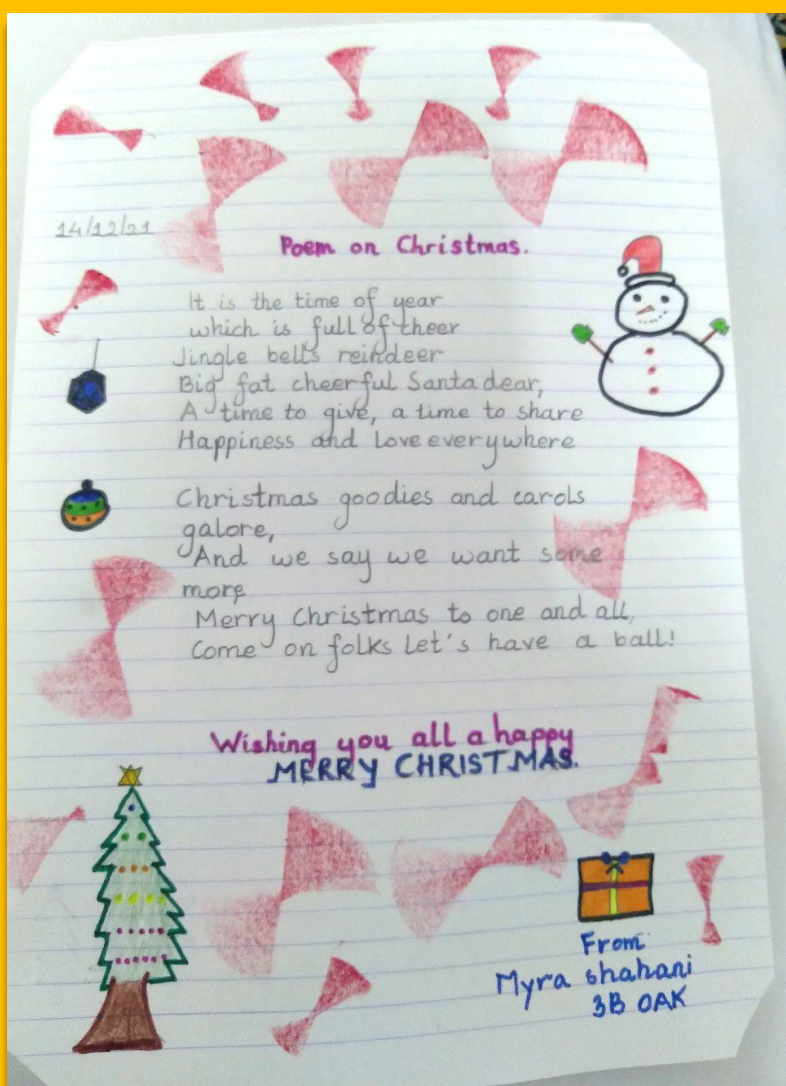 14/12/21
Poem on Christmas.
It is the time of year
which is full of cheer
Jingle bells reindeer
Big fat cheerful Santa dear,
A time to give, a time to share
Happiness and Love everywhere
Christmas goodies and carols
galore,
And we say we want some
more
Merry Christmas to one and all,
Come on folks Let's have a ball!
Wishing you all a happy
MERRY CHRISTMAS.
From
Myra shahani
3B OAK